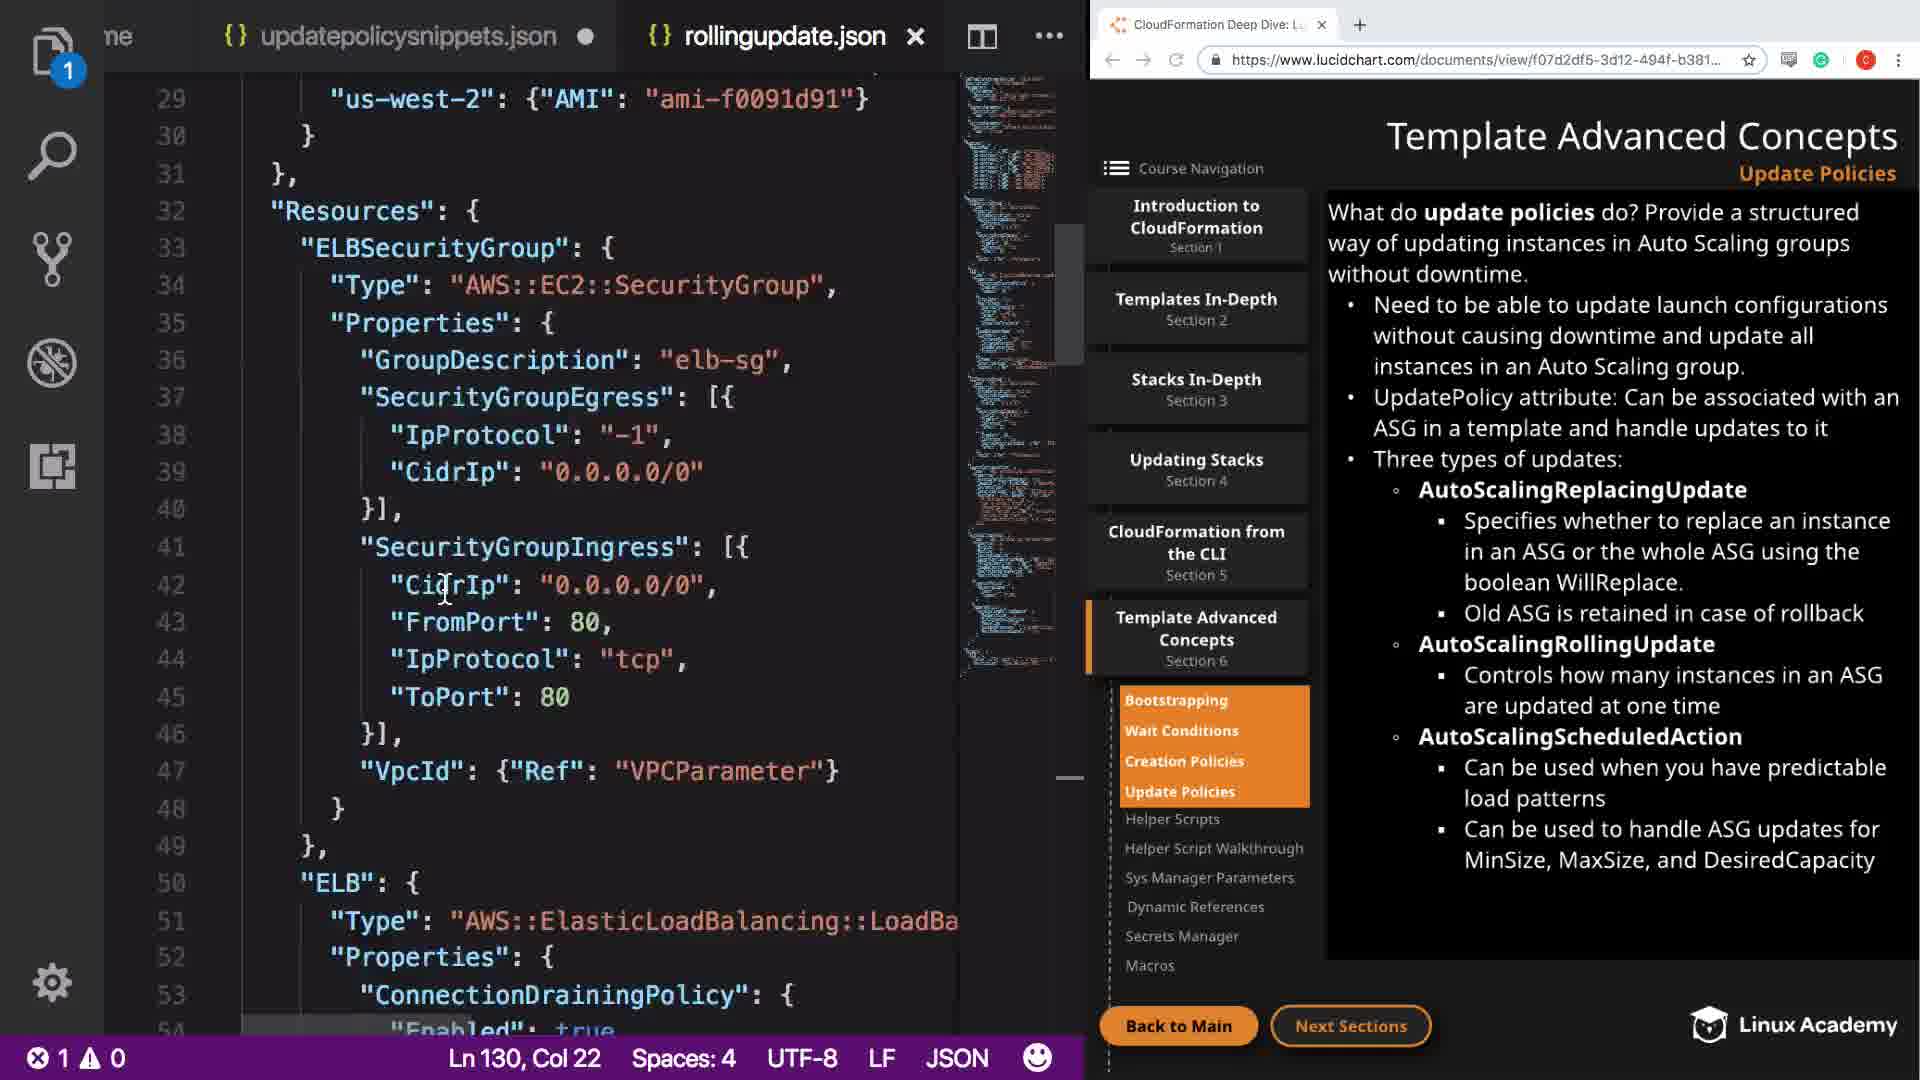 me
{} updatepolicysnippets.json
{} rollingupdate.json
1
29 "us-west-2": {"AMI": "ami-f0091d91"}
30 }
31 },
32 "Resources": {
33 "ELBSecurityGroup": {
34 "Type": "AWS::EC2::SecurityGroup",
35 "Properties": {
36 "GroupDescription": "elb-sg",
37 "SecurityGroupEgress": [{
38 "IpProtocol": "-1",
39 "CidrIp": "0.0.0.0/0"
40 }],
41 "SecurityGroupIngress": [{
42 "CidrIp": "0.0.0.0/0",
43 "FromPort": 80,
44 "IpProtocol": "tcp",
45 "ToPort": 80
46 }],
47 "VpcId": {"Ref": "VPCParameter"}
48 }
49 },
50 "ELB": {
51 "Type": "AWS::ElasticLoadBalancing::LoadBa
52 "Properties": {
53 "ConnectionDrainingPolicy": {
54 "Enabled": true
1 0 Ln 130, Col 22 Spaces: 4 UTF-8 LF JSON
CloudFormation Deep Dive: Lu
https://www.lucidchart.com/documents/view/f07d2df5-3d12-494f-b381...
C
Template Advanced Concepts
Update Policies
Course Navigation
Introduction to
CloudFormation
Section 1
Templates In-Depth
Section 2
Stacks In-Depth
Section 3
Updating Stacks
Section 4
CloudFormation from
the CLI
Section 5
Template Advanced
Concepts
Section 6
Bootstrapping
Wait Conditions
Creation Policies
Update Policies
Helper Scripts
Helper Script Walkthrough
Sys Manager Parameters
Dynamic References
Secrets Manager
Macros
What do update policies do? Provide a structured
way of updating instances in Auto Scaling groups
without downtime.
• Need to be able to update launch configurations
without causing downtime and update all
instances in an Auto Scaling group.
• UpdatePolicy attribute: Can be associated with an
ASG in a template and handle updates to it
• Three types of updates:
◦ AutoScalingReplacingUpdate
▪ Specifies whether to replace an instance
in an ASG or the whole ASG using the
boolean WillReplace.
▪ Old ASG is retained in case of rollback
◦ AutoScalingRollingUpdate
▪ Controls how many instances in an ASG
are updated at one time
◦ AutoScalingScheduledAction
▪ Can be used when you have predictable
load patterns
▪ Can be used to handle ASG updates for
MinSize, MaxSize, and DesiredCapacity
Back to Main
Next Sections
Linux Academy